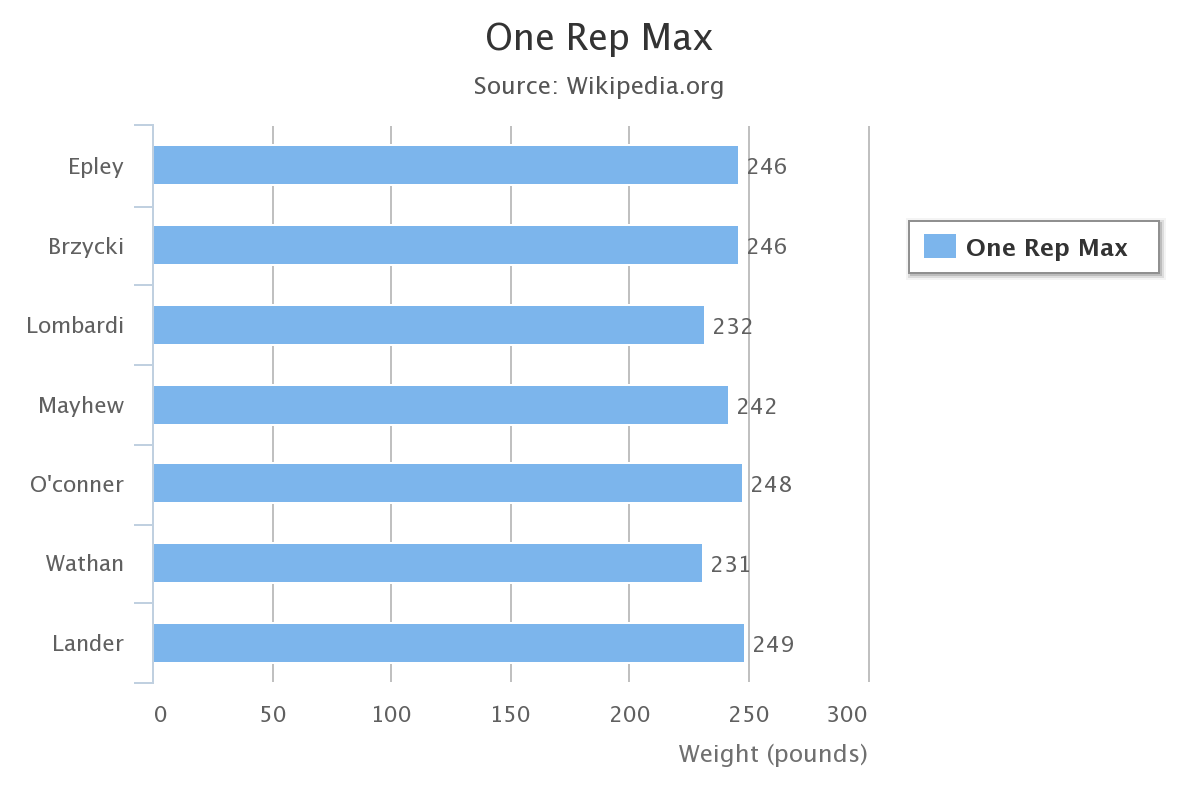 One Rep Max
Source: Wikipedia.org
Epley 246
Brzycki 246
Lombardi 232
Mayhew 242
O'conner 248
Wathan 231
Lander 249
One Rep Max
0 50 100 150 200 250 300
Weight (pounds)